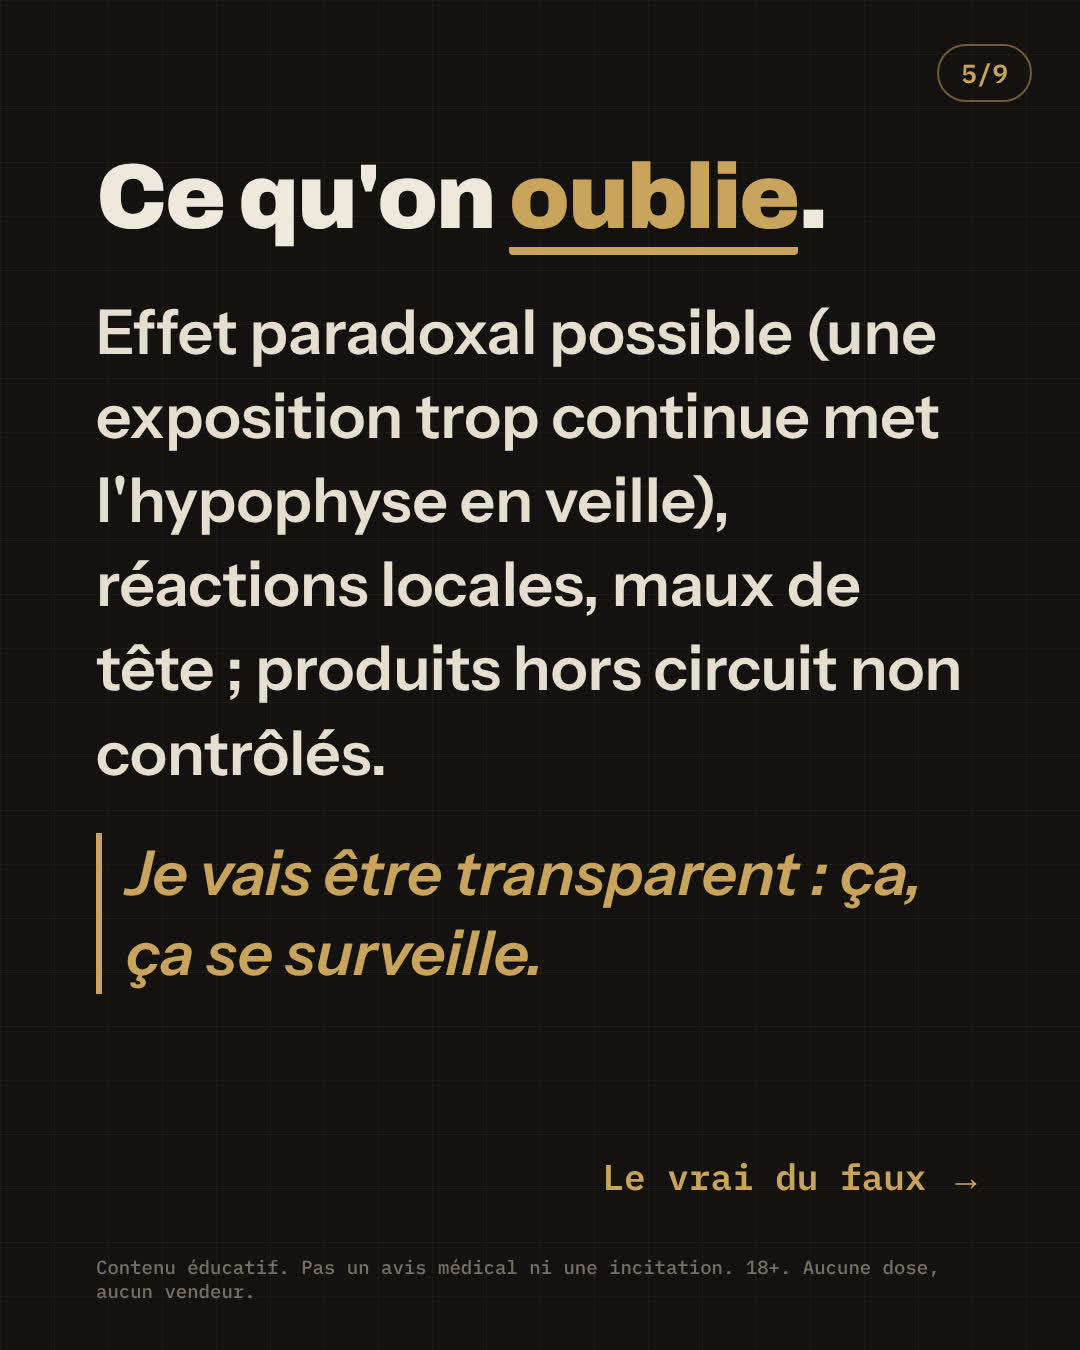 5/9
Ce qu'on oublie.
Effet paradoxal possible (une
exposition trop continue met
l'hypophyse en veille),
réactions locales, maux de
tête ; produits hors circuit non
contrôlés.
Je vais être transparent : ça,
ça se surveille.
Le vrai du faux →
Contenu éducatif. Pas un avis médical ni une incitation. 18+. Aucune dose,
aucun vendeur.